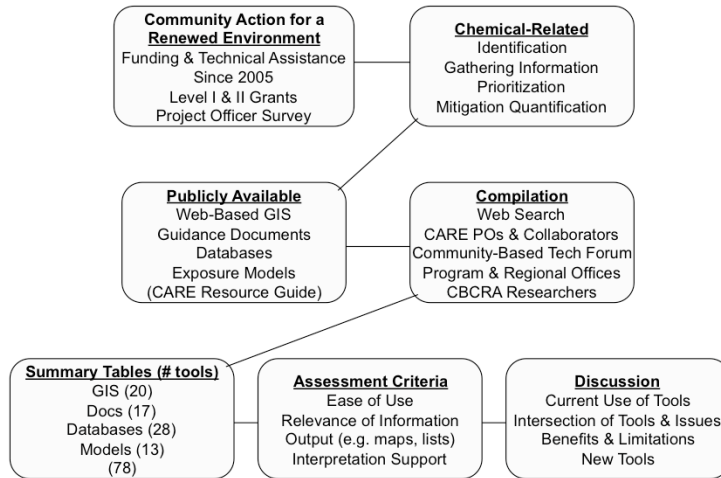 Community Action for a
Renewed Environment
Funding & Technical Assistance
Since 2005
Level I & II Grants
Project Officer Survey
Chemical-Related
Identification
Gathering Information
Prioritization
Mitigation Quantification
Publicly Available
Web-Based GIS
Guidance Documents
Databases
Exposure Models
(CARE Resource Guide)
Compilation
Web Search
CARE POs & Collaborators
Community-Based Tech Forum
Program & Regional Offices
CBCRA Researchers
Summary Tables (# tools)
GIS (20)
Docs (17)
Databases (28)
Models (13)
(78)
Assessment Criteria
Ease of Use
Relevance of Information
Output (e.g. maps, lists)
Interpretation Support
Discussion
Current Use of Tools
Intersection of Tools & Issues
Benefits & Limitations
New Tools